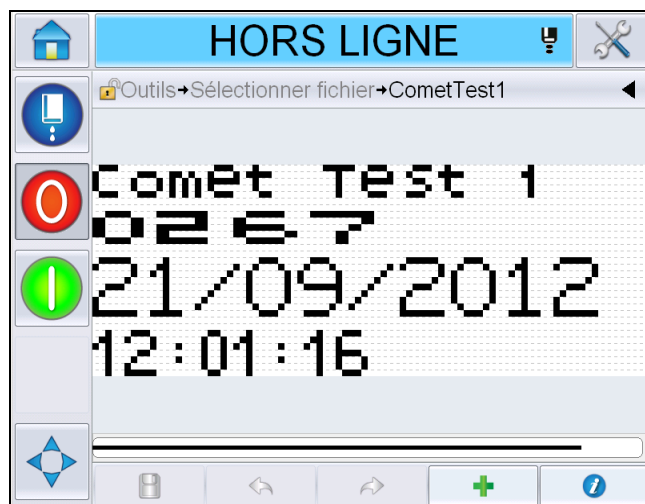 HORS LIGNE
Outils→Sélectionner fichier→CometTest1
Comet Test 1
0267
21/09/2012
12:01:16